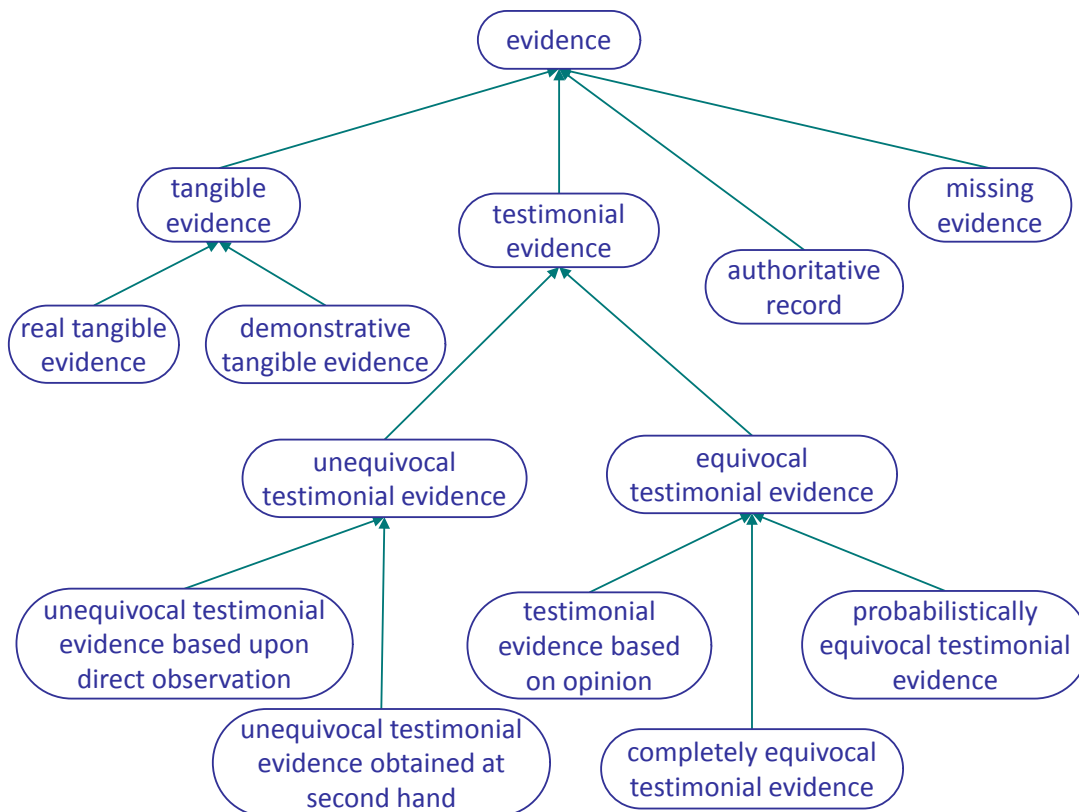 evidence
tangible
evidence
testimonial
evidence
authoritative
record
missing
evidence
real tangible
evidence
demonstrative
tangible evidence
unequivocal
testimonial evidence
equivocal
testimonial evidence
unequivocal testimonial
evidence based upon
direct observation
unequivocal testimonial
evidence obtained at
second hand
testimonial
evidence based
on opinion
completely equivocal
testimonial evidence
probabilistically
equivocal testimonial
evidence